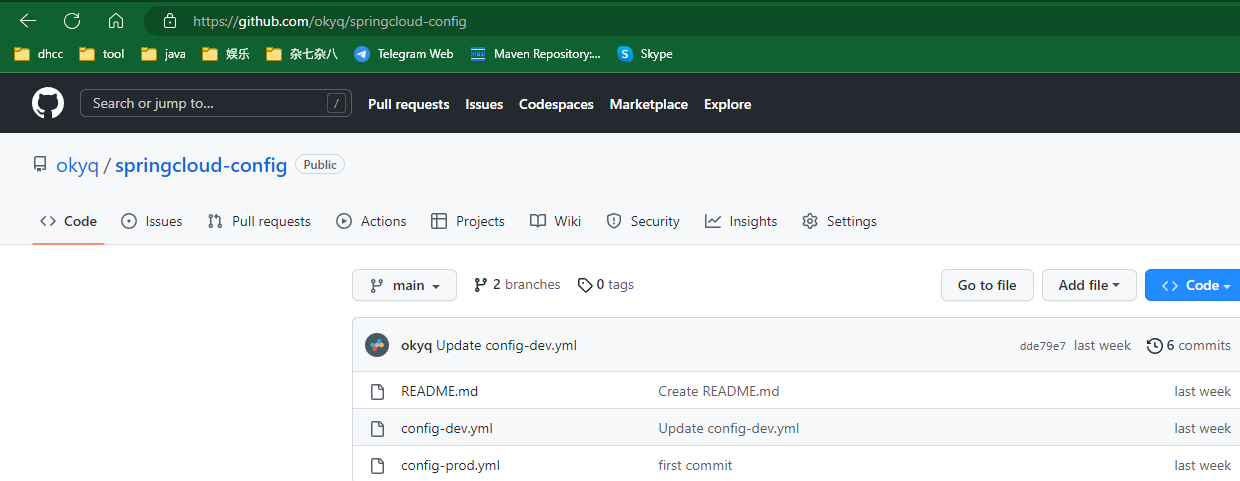 https://github.com/okyq/springcloud-config
dhcc tool java 娱乐 杂七杂八 Telegram Web Maven Repository:... Skype
Search or jump to... / Pull requests Issues Codespaces Marketplace Explore
okyq / springcloud-config Public
Code Issues Pull requests Actions Projects Wiki Security Insights Settings
main 2 branches 0 tags Go to file Add file Code
okyq Update config-dev.yml dde79e7 last week 6 commits
README.md Create README.md last week
config-dev.yml Update config-dev.yml last week
config-prod.yml first commit last week